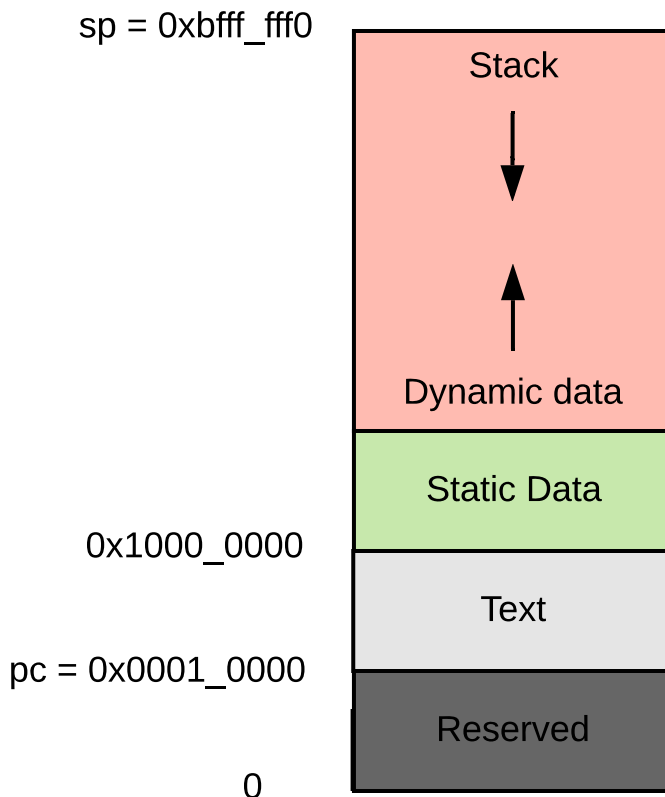 sp = 0xbfff_fff0
Stack
Dynamic data
Static Data
0x1000_0000
Text
pc = 0x0001_0000
Reserved
0